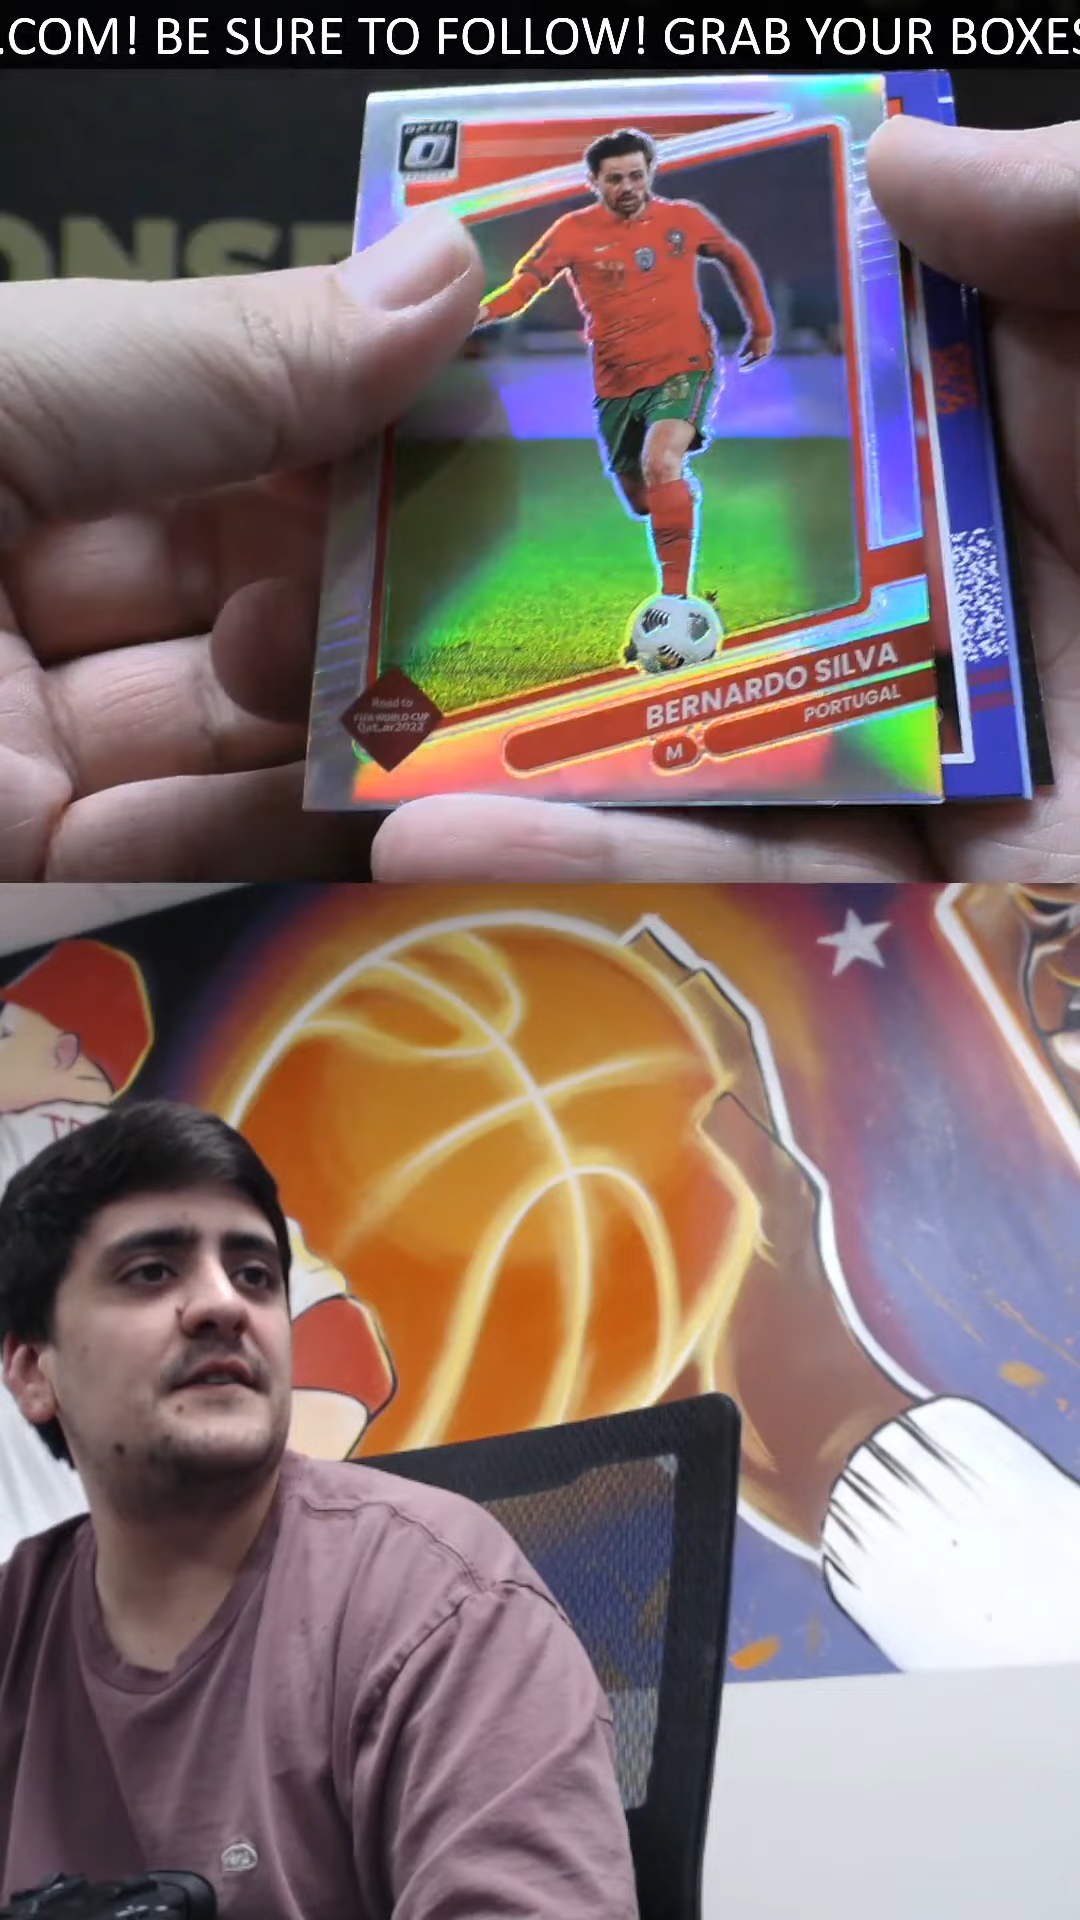 .COM! BE SURE TO FOLLOW! GRAB YOUR BOXES
OPTIC
Road to
FIFA WORLD CUP
Qatar2022
BERNARDO SILVA
PORTUGAL
M